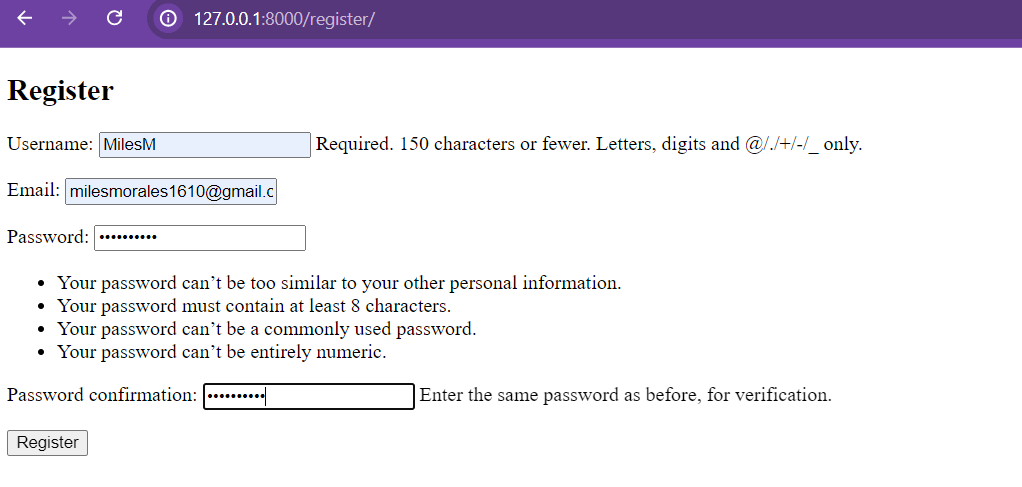 127.0.0.1:8000/register/
Register
Username: MilesM Required. 150 characters or fewer. Letters, digits and @/./+/-/_ only.
Email: milesmorales1610@gmail.c
Password: ••••••••••
• Your password can’t be too similar to your other personal information.
• Your password must contain at least 8 characters.
• Your password can’t be a commonly used password.
• Your password can’t be entirely numeric.
Password confirmation: •••••••••• Enter the same password as before, for verification.
Register